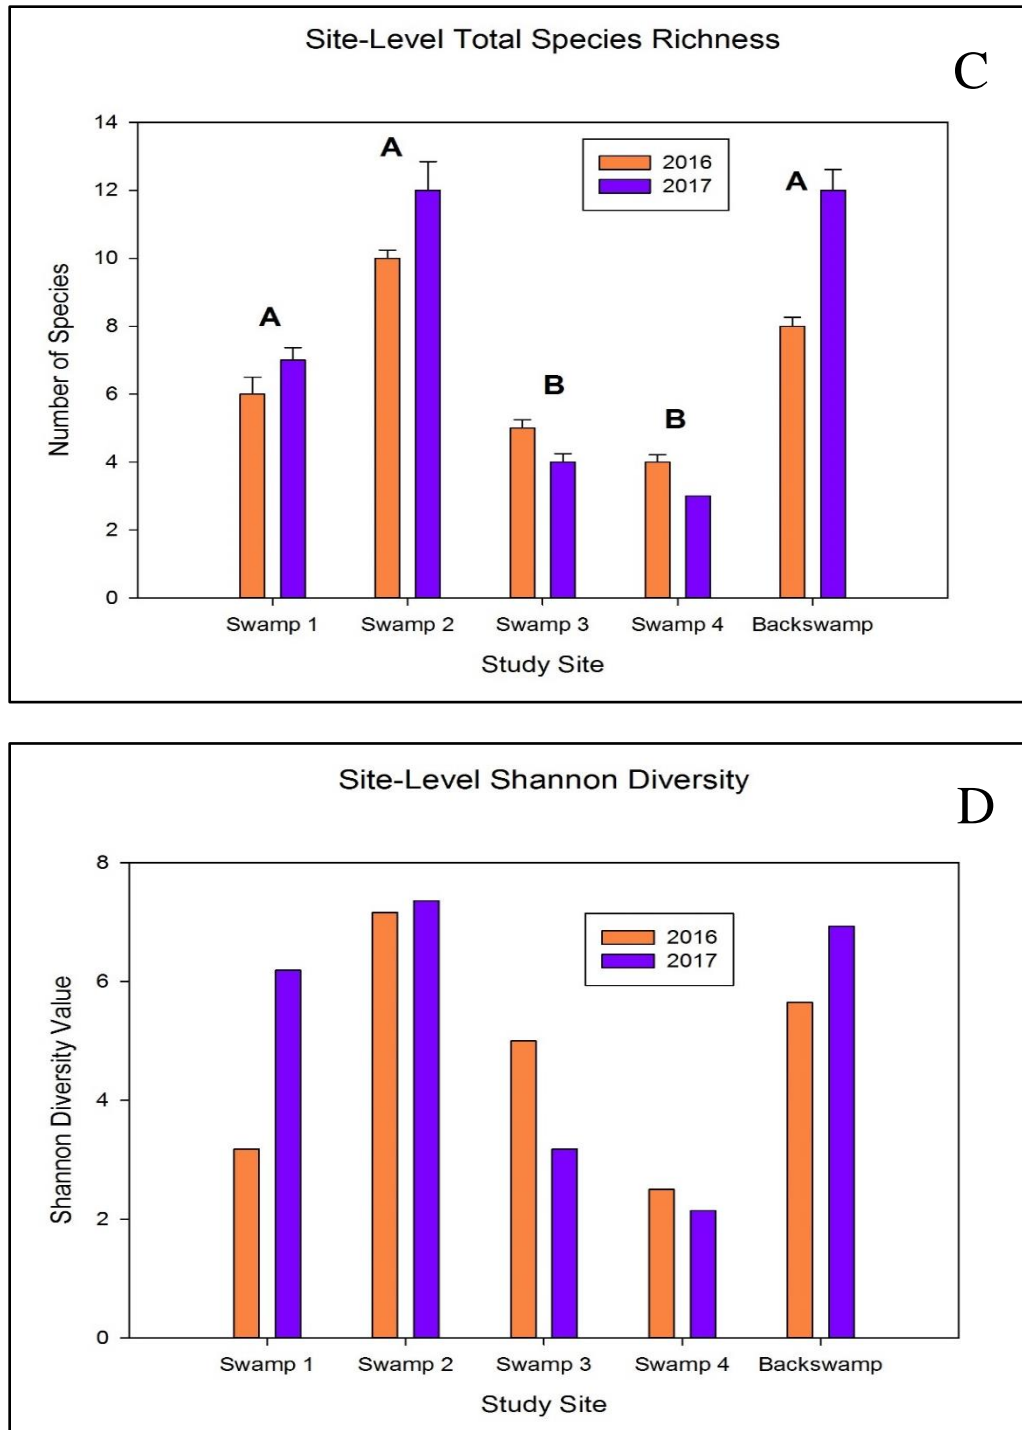 Site-Level Total Species Richness
C
14
12
10
8
6
4
2
0
Number of Species
2016
2017
A
A
B
B
A
Swamp 1 Swamp 2 Swamp 3 Swamp 4 Backswamp
Study Site
Site-Level Shannon Diversity
D
8
6
4
2
0
Shannon Diversity Value
2016
2017
Swamp 1 Swamp 2 Swamp 3 Swamp 4 Backswamp
Study Site